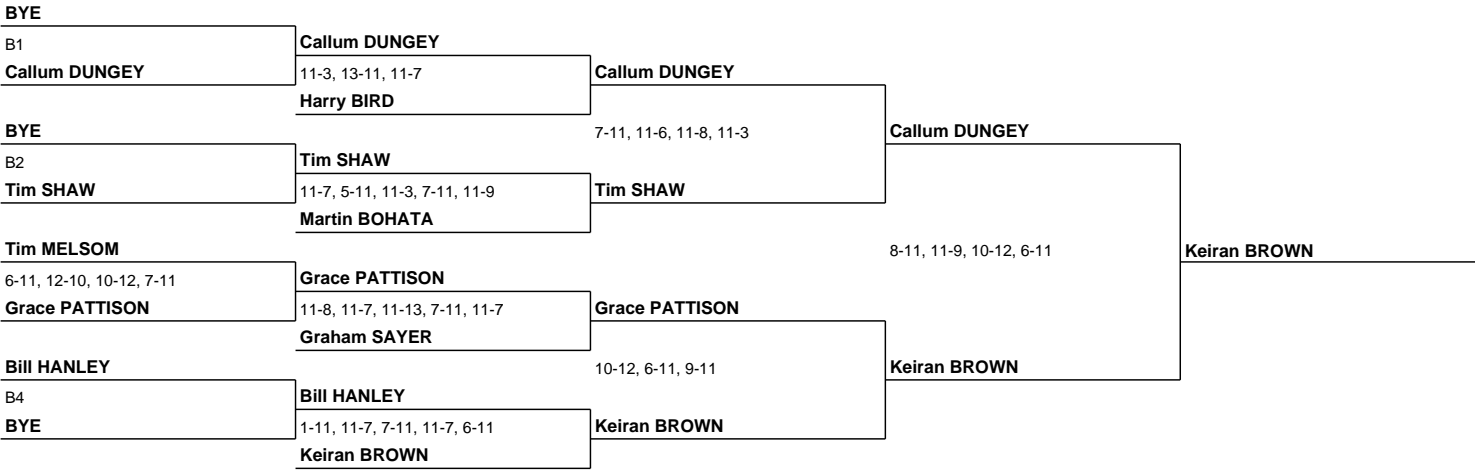 BYE
B1
Callum DUNGEY
Callum DUNGEY
11-3, 13-11, 11-7
Callum DUNGEY
Harry BIRD
BYE
7-11, 11-6, 11-8, 11-3
Callum DUNGEY
B2
Tim SHAW
Tim SHAW
11-7, 5-11, 11-3, 7-11, 11-9
Tim SHAW
Martin BOHATA
Tim MELSOM
8-11, 11-9, 10-12, 6-11
Keiran BROWN
6-11, 12-10, 10-12, 7-11
Grace PATTISON
Grace PATTISON
11-8, 11-7, 11-13, 7-11, 11-7
Grace PATTISON
Graham SAYER
Bill HANLEY
10-12, 6-11, 9-11
Keiran BROWN
B4
Bill HANLEY
BYE
1-11, 11-7, 7-11, 11-7, 6-11
Keiran BROWN
Keiran BROWN